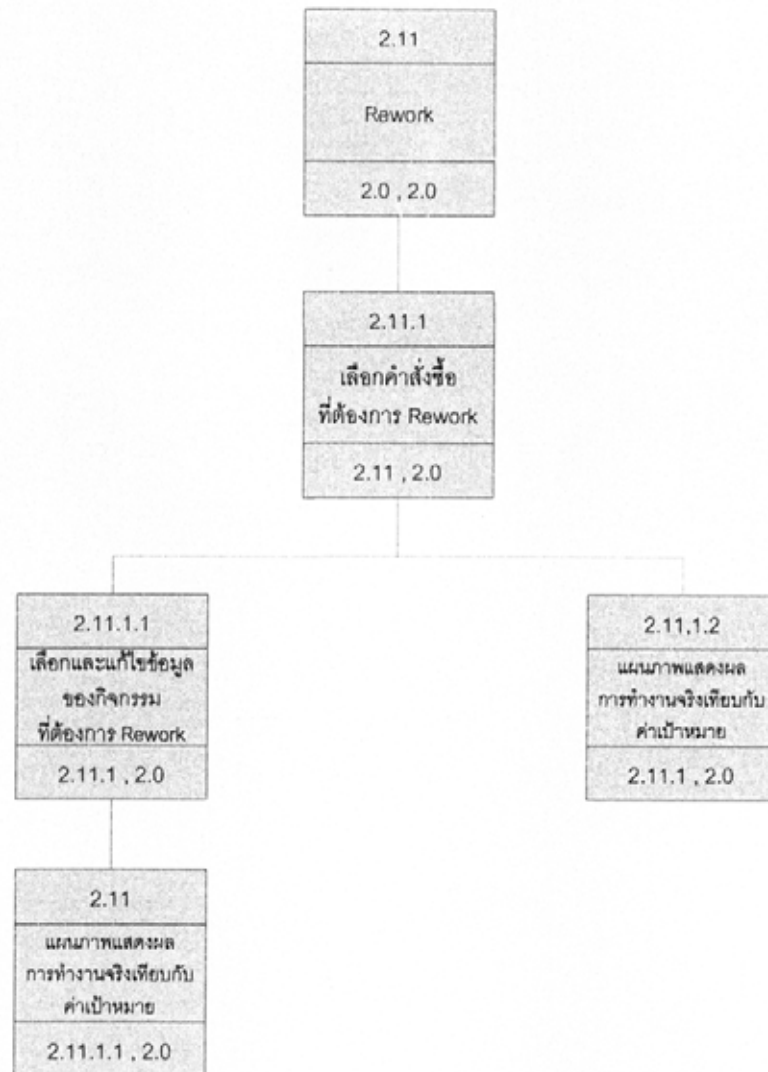 2.11
Rework
2.0 , 2.0
2.11.1
เลือกคำสั่งซื้อ
ที่ต้องการ Rework
2.11 , 2.0
2.11.1.1
เลือกและแก้ไขข้อมูล
ของกิจกรรม
ที่ต้องการ Rework
2.11.1 , 2.0
2.11,1.2
แผนภาพแสดงผล
การทำงานจริงเทียบกับ
ค่าเป้าหมาย
2.11.1 , 2.0
2.11
แผนภาพแสดงผล
การทำงานจริงเทียบกับ
ค่าเป้าหมาย
2.11.1.1 , 2.0